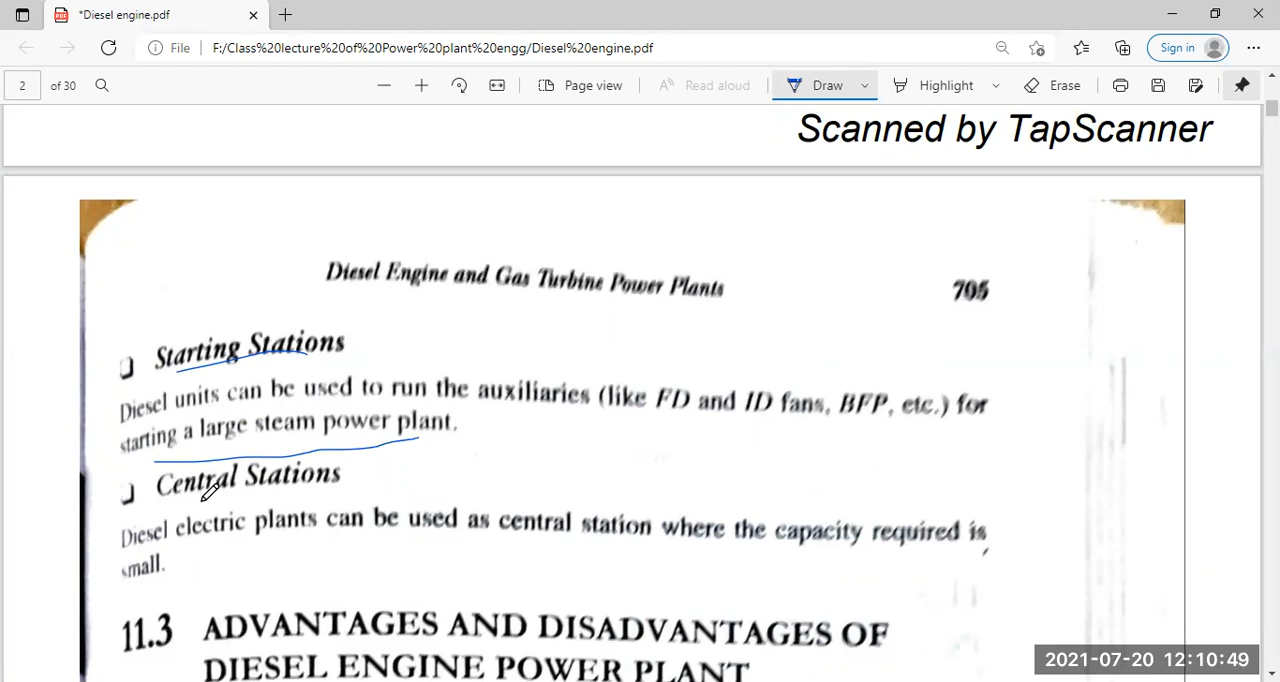 *Diesel engine.pdf
File F:/Class%20lecture%20of%20Power%20plant%20engg/Diesel%20engine.pdf Sign in
2 of 30 Page view Read aloud Draw Highlight Erase
Scanned by TapScanner
Diesel Engine and Gas Turbine Power Plants 705
Starting Stations
Diesel units can be used to run the auxiliaries (like FD and ID fans, BFP, etc.) for
starting a large steam power plant.
Central Stations
Diesel electric plants can be used as central station where the capacity required is
small.
11.3 ADVANTAGES AND DISADVANTAGES OF
DIESEL ENGINE POWER PLANT
2021-07-20 12:10:49